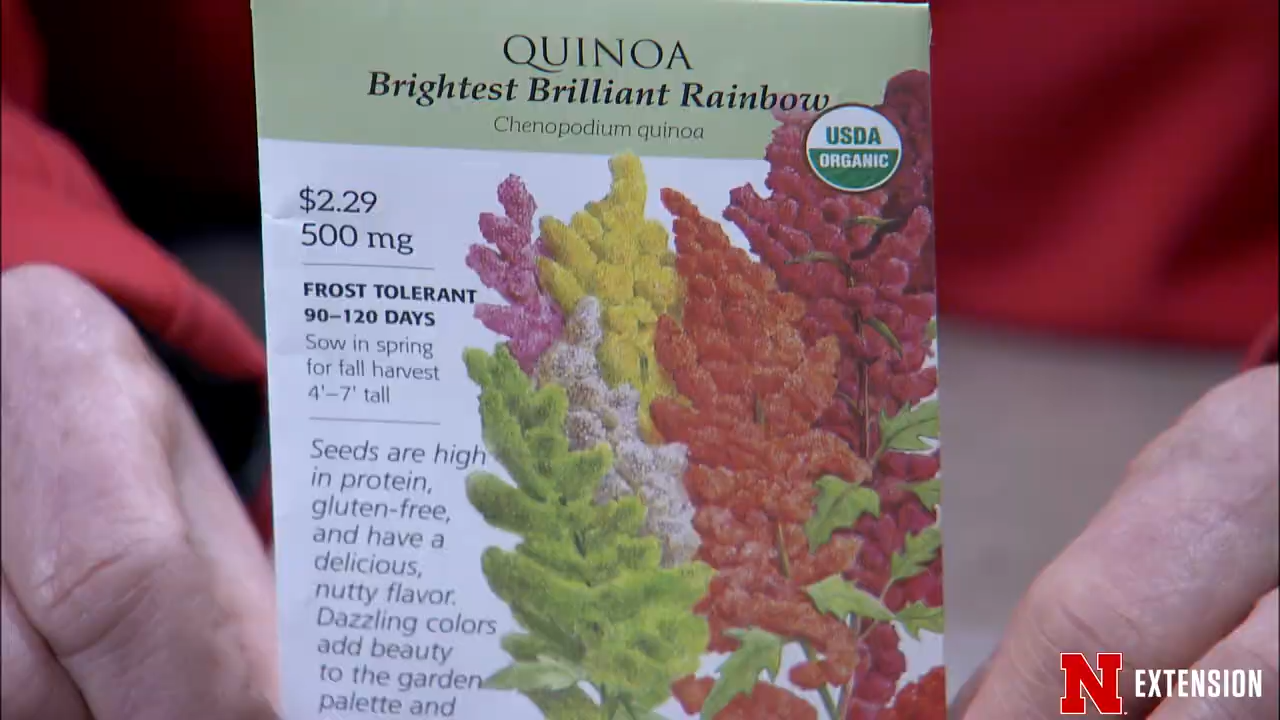 QUINOA
Brightest Brilliant Rainbow
Chenopodium quinoa
USDA
ORGANIC
$2.29
500 mg
FROST TOLERANT
90–120 DAYS
Sow in spring
for fall harvest
4'–7' tall
Seeds are high
in protein,
gluten-free,
and have a
delicious,
nutty flavor.
Dazzling colors
add beauty
to the garden
palette and
N EXTENSION